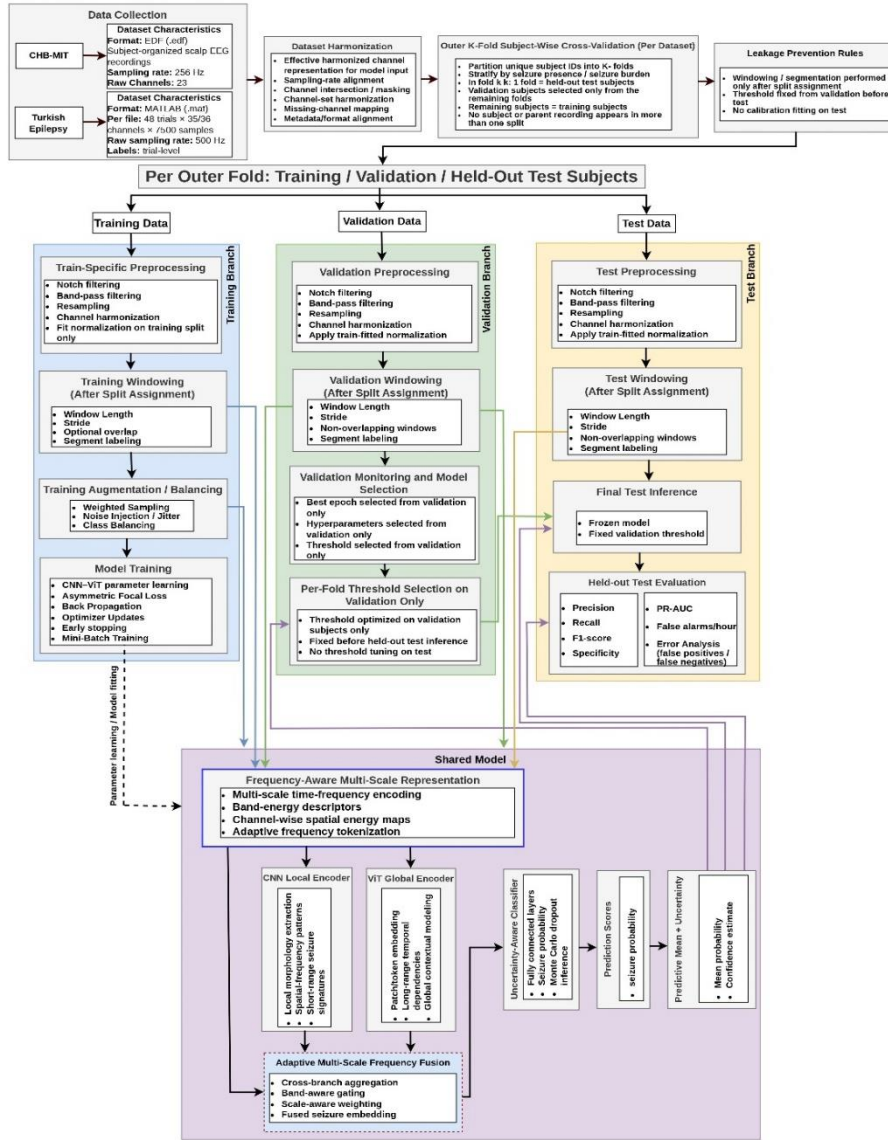 Data Collection
CHB-MIT
Dataset Characteristics
Format: EDF (.edf)
Subject-organized scalp EEG
recordings
Sampling rate: 256 Hz
Raw Channels: 23
Turkish
Epilepsy
Dataset Characteristics
Format: MATLAB (.mat)
Per file: 48 trials × 35/36
channels × 7500 samples
Raw sampling rate: 500 Hz
Labels: trial-level
Dataset Harmonization
• Effective harmonized channel
representation for model input
• Sampling-rate alignment
• Channel intersection / masking
• Channel-set harmonization
• Missing-channel mapping
• Metadata/format alignment
Outer K-Fold Subject-Wise Cross-Validation (Per Dataset)
• Partition unique subject IDs into K- folds
• Stratify by seizure presence / seizure burden
• In fold k k: 1 fold = held-out test subjects
• Validation subjects selected only from the
remaining folds
• Remaining subjects = training subjects
• No subject or parent recording appears in
more than one split
Leakage Prevention Rules
• Windowing / segmentation performed
only after split assignment
• Threshold fixed from validation before
test
• No calibration fitting on test
Per Outer Fold: Training / Validation / Held-Out Test Subjects
Training Data
Validation Data
Test Data
Training Branch
Train-Specific Preprocessing
• Notch filtering
• Band-pass filtering
• Resampling
• Channel harmonization
• Fit normalization on training split
only
Training Windowing
(After Split Assignment)
• Window Length
• Stride
• Optional overlap
• Segment labeling
Training Augmentation / Balancing
• Weighted Sampling
• Noise Injection / Jitter
• Class Balancing
Model Training
• CNN–ViT parameter learning
• Asymmetric Focal Loss
• Back Propagation
• Optimizer Updates
• Early stopping
• Mini-Batch Training
Validation Branch
Validation Preprocessing
• Notch filtering
• Band-pass filtering
• Resampling
• Channel harmonization
• Apply train-fitted normalization
Validation Windowing
(After Split Assignment)
• Window Length
• Stride
• Non-overlapping windows
• Segment labeling
Validation Monitoring and Model
Selection
• Best epoch selected from validation
only
• Hyperparameters selected from
validation only
• Threshold selected from validation
only
Per-Fold Threshold Selection on
Validation Only
• Threshold optimized on validation
subjects only
• Fixed before held-out test inference
• No threshold tuning on test
Test Branch
Test Preprocessing
• Notch filtering
• Band-pass filtering
• Resampling
• Channel harmonization
• Apply train-fitted normalization
Test Windowing
(After Split Assignment)
• Window Length
• Stride
• Non-overlapping windows
• Segment labeling
Final Test Inference
• Frozen model
• Fixed validation threshold
Held-out Test Evaluation
• Precision
• Recall
• F1-score
• Specificity
• PR-AUC
• False alarms/hour
• Error Analysis
(false positives /
false negatives)
Parameter learning / Model fitting
Shared Model
Frequency-Aware Multi-Scale Representation
• Multi-scale time-frequency encoding
• Band-energy descriptors
• Channel-wise spatial energy maps
• Adaptive frequency tokenization
CNN Local Encoder
• Local morphology extraction
• Spatial-frequency patterns
• Short-range seizure
signatures
ViT Global Encoder
• Patch/token embedding
• Long-range temporal
dependencies
• Global contextual modeling
Adaptive Multi-Scale Frequency Fusion
• Cross-branch aggregation
• Band-aware gating
• Scale-aware weighting
• Fused seizure embedding
Uncertainty-Aware Classifier
• Fully connected layers
• Seizure probability
• Monte Carlo dropout
inference
Prediction Scores
• seizure probability
Predictive Mean + Uncertainty
• Mean probability
• Confidence estimate